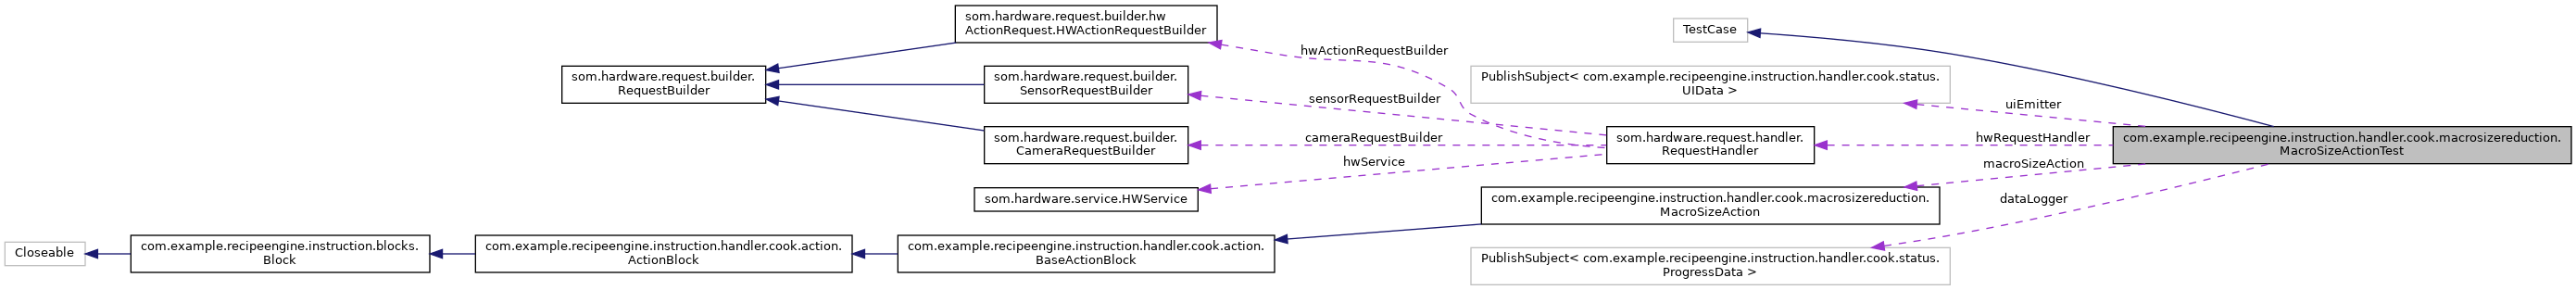 som.hardware.request.builder.hw
ActionRequest.HWActionRequestBuilder
TestCase
hwActionRequestBuilder
som.hardware.request.builder.
RequestBuilder
som.hardware.request.builder.
SensorRequestBuilder
PublishSubject< com.example.recipeengine.instruction.handler.cook.status.
UIData >
sensorRequestBuilder
uiEmitter
som.hardware.request.builder.
CameraRequestBuilder
cameraRequestBuilder
som.hardware.request.handler.
RequestHandler
hwRequestHandler
com.example.recipeengine.instruction.handler.cook.macrosizereduction.
MacroSizeActionTest
hwService
macroSizeAction
som.hardware.service.HWService
com.example.recipeengine.instruction.handler.cook.macrosizereduction.
MacroSizeAction
dataLogger
Closeable
com.example.recipeengine.instruction.blocks.
Block
com.example.recipeengine.instruction.handler.cook.action.
ActionBlock
com.example.recipeengine.instruction.handler.cook.action.
BaseActionBlock
PublishSubject< com.example.recipeengine.instruction.handler.cook.status.
ProgressData >